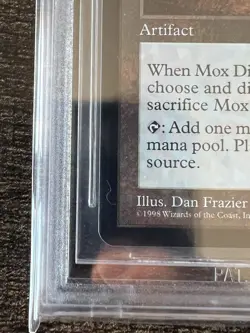 Artifact
When Mox Di
choose and di
sacrifice Mox
: Add one m
mana pool. Pl
source.
Illus. Dan Frazier
©1998 Wizards of the Coast, In
PAT.